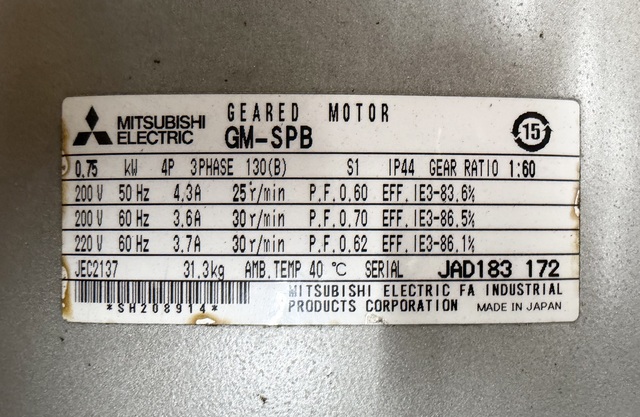 GEARED MOTOR
MITSUBISHI ELECTRIC
GM-SPB
15
0.75 kW 4P 3PHASE 130(B) S1 IP44 GEAR RATIO 1:60
200 V 50 Hz 4.3A 25r/min P.F.0.60 EFF.IE3-83.6%
200 V 60 Hz 3.6A 30r/min P.F.0.70 EFF.IE3-86.5%
220 V 60 Hz 3.7A 30r/min P.F.0.62 EFF.IE3-86.1%
JEC2137 31.3kg AMB.TEMP 40 ℃ SERIAL JAD183 172
*SH208914*
MITSUBISHI ELECTRIC FA INDUSTRIAL
PRODUCTS CORPORATION MADE IN JAPAN